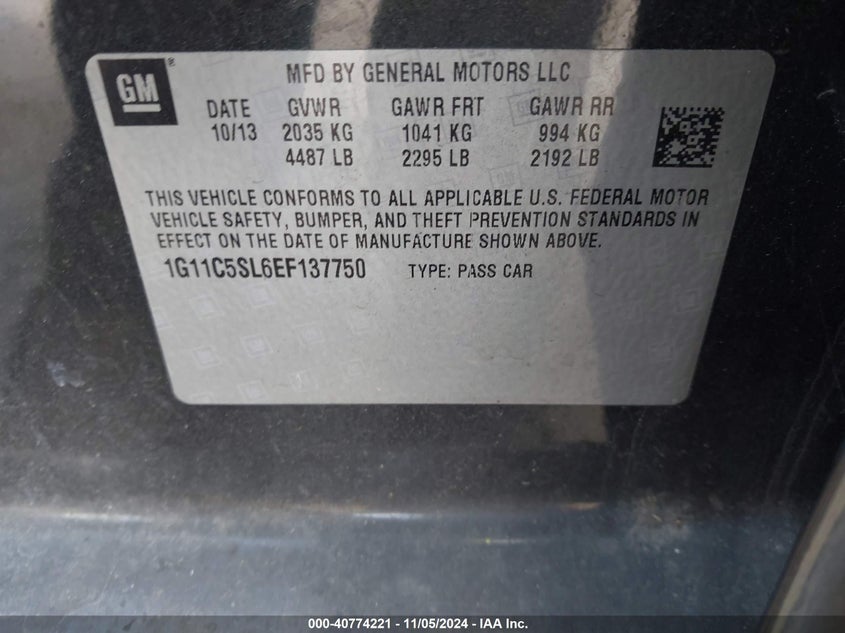 GM®
MFD BY GENERAL MOTORS LLC
DATE GVWR GAWR FRT GAWR RR
10/13 2035 KG 1041 KG 994 KG
4487 LB 2295 LB 2192 LB
THIS VEHICLE CONFORMS TO ALL APPLICABLE U.S. FEDERAL MOTOR
VEHICLE SAFETY, BUMPER, AND THEFT PREVENTION STANDARDS IN
EFFECT ON THE DATE OF MANUFACTURE SHOWN ABOVE.
1G11C5SL6EF137750 TYPE: PASS CAR
000-40774221 - 11/05/2024 - IAA Inc.